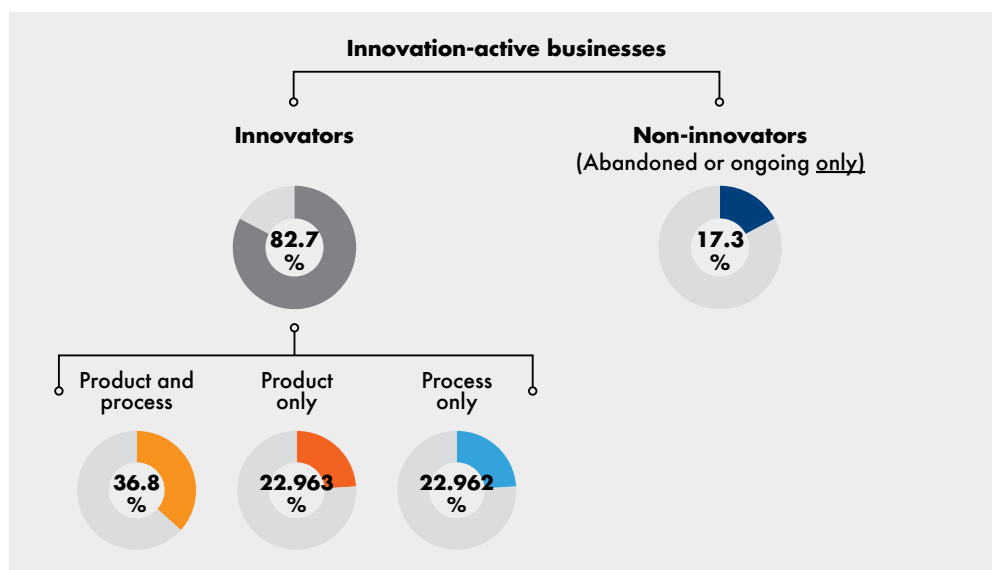 Innovation-active businesses
Innovators
Non-innovators
(Abandoned or ongoing only)
82.7
%
17.3
%
Product and
process
Product
only
Process
only
36.8
%
22.963
%
22.962
%